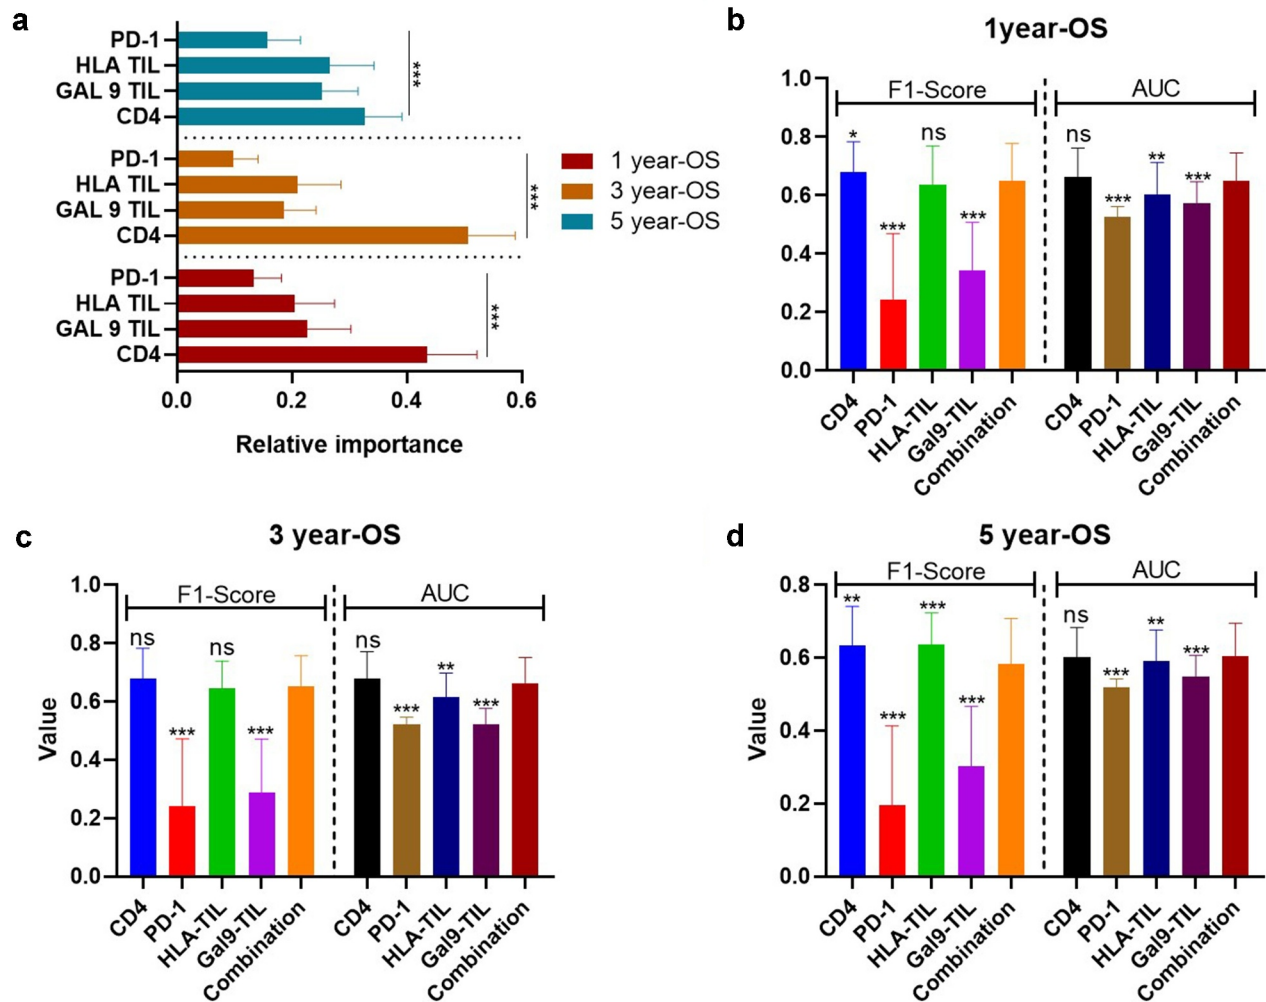 a
PD-1
HLA TIL
GAL 9 TIL
CD4
***
PD-1
HLA TIL
GAL 9 TIL
CD4
***
PD-1
HLA TIL
GAL 9 TIL
CD4
***
0.0 0.2 0.4 0.6
Relative importance
1 year-OS
3 year-OS
5 year-OS
b
1year-OS
F1-Score AUC
1.0
0.8
0.6
0.4
0.2
0.0
* *** ns *** ns *** ** ***
CD4 PD-1 HLA-TIL Gal9-TIL Combination CD4 PD-1 HLA-TIL Gal9-TIL Combination
c
3 year-OS
F1-Score AUC
Value
1.0
0.8
0.6
0.4
0.2
0.0
ns *** ns *** ns *** ** ***
CD4 PD-1 HLA-TIL Gal9-TIL Combination CD4 PD-1 HLA-TIL Gal9-TIL Combination
d
5 year-OS
F1-Score AUC
Value
0.8
0.6
0.4
0.2
0.0
** *** *** *** ns *** ** ***
CD4 PD-1 HLA-TIL Gal9-TIL Combination CD4 PD-1 HLA-TIL Gal9-TIL Combination